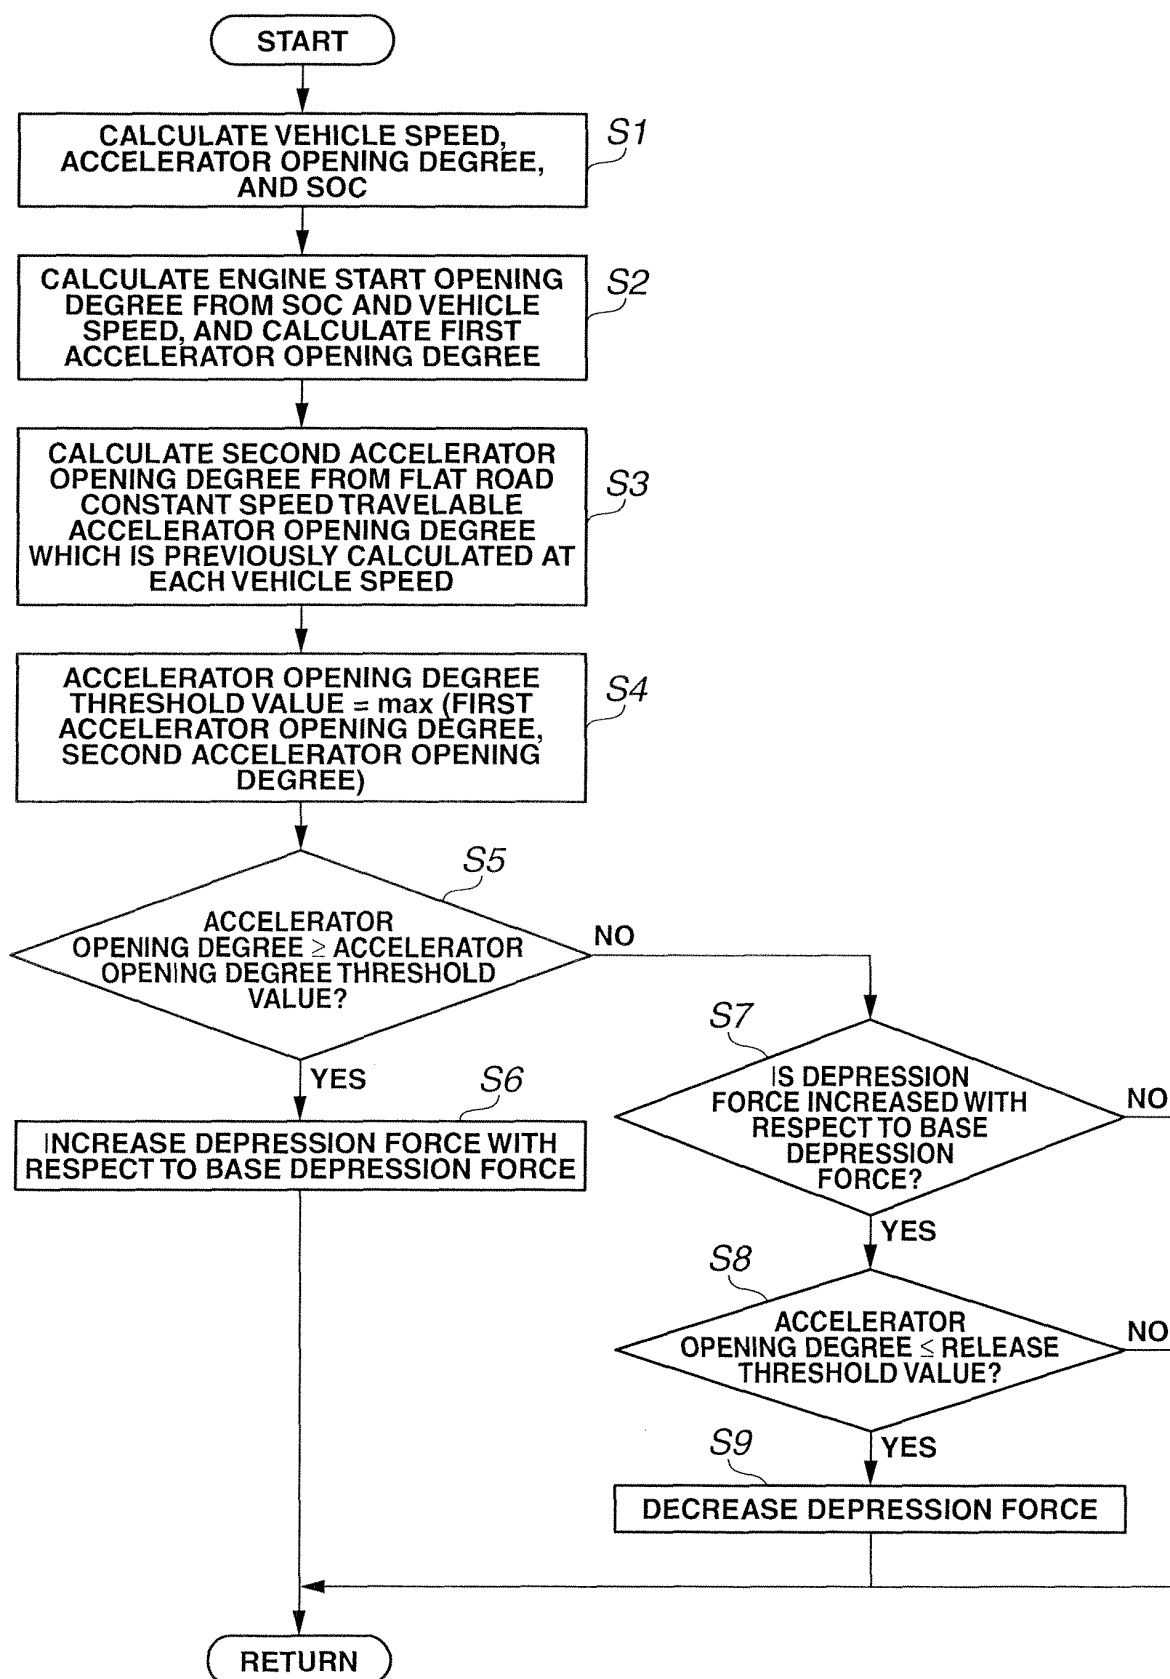 START
CALCULATE VEHICLE SPEED,
ACCELERATOR OPENING DEGREE,
AND SOC
S1
CALCULATE ENGINE START OPENING
DEGREE FROM SOC AND VEHICLE
SPEED, AND CALCULATE FIRST
ACCELERATOR OPENING DEGREE
S2
CALCULATE SECOND ACCELERATOR
OPENING DEGREE FROM FLAT ROAD
CONSTANT SPEED TRAVELABLE
ACCELERATOR OPENING DEGREE
WHICH IS PREVIOUSLY CALCULATED AT
EACH VEHICLE SPEED
S3
ACCELERATOR OPENING DEGREE
THRESHOLD VALUE = max (FIRST
ACCELERATOR OPENING DEGREE,
SECOND ACCELERATOR OPENING
DEGREE)
S4
S5
ACCELERATOR
OPENING DEGREE ≥ ACCELERATOR
OPENING DEGREE THRESHOLD
VALUE?
NO
YES
S6
INCREASE DEPRESSION FORCE WITH
RESPECT TO BASE DEPRESSION FORCE
S7
IS DEPRESSION
FORCE INCREASED WITH
RESPECT TO BASE
DEPRESSION
FORCE?
NO
YES
S8
ACCELERATOR
OPENING DEGREE ≤ RELEASE
THRESHOLD VALUE?
NO
YES
S9
DECREASE DEPRESSION FORCE
RETURN